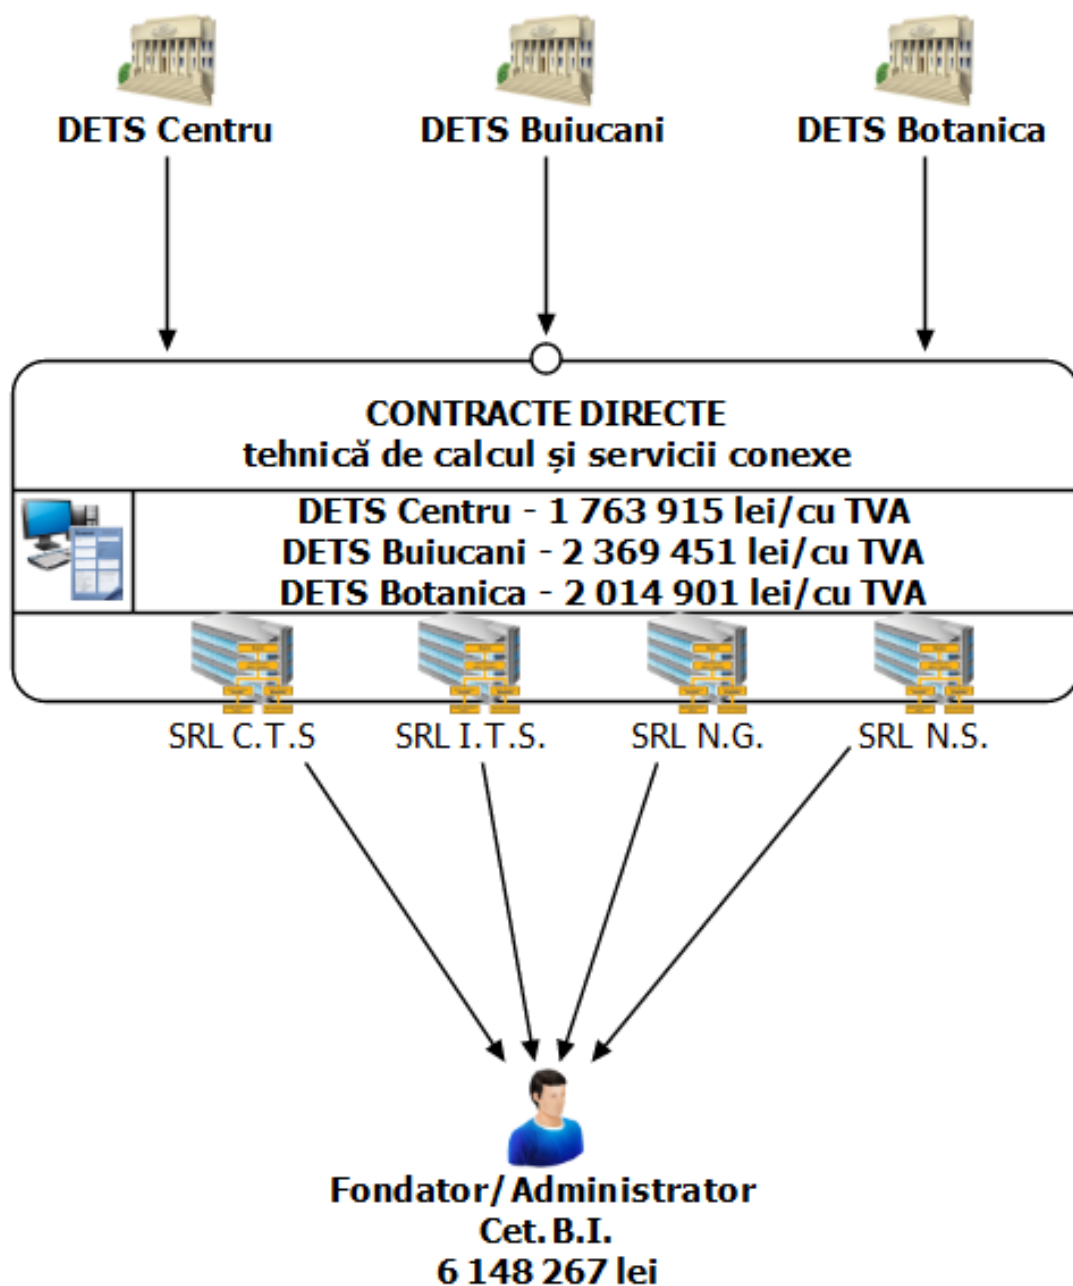 DETS Centru
DETS Buiucani
DETS Botanica
CONTRACTE DIRECTE
tehnică de calcul și servicii conexe
DETS Centru - 1 763 915 lei/cu TVA
DETS Buiucani - 2 369 451 lei/cu TVA
DETS Botanica - 2 014 901 lei/cu TVA
SRL C.T.S
SRL I.T.S.
SRL N.G.
SRL N.S.
Fondator/Administrator
Cet. B.I.
6 148 267 lei